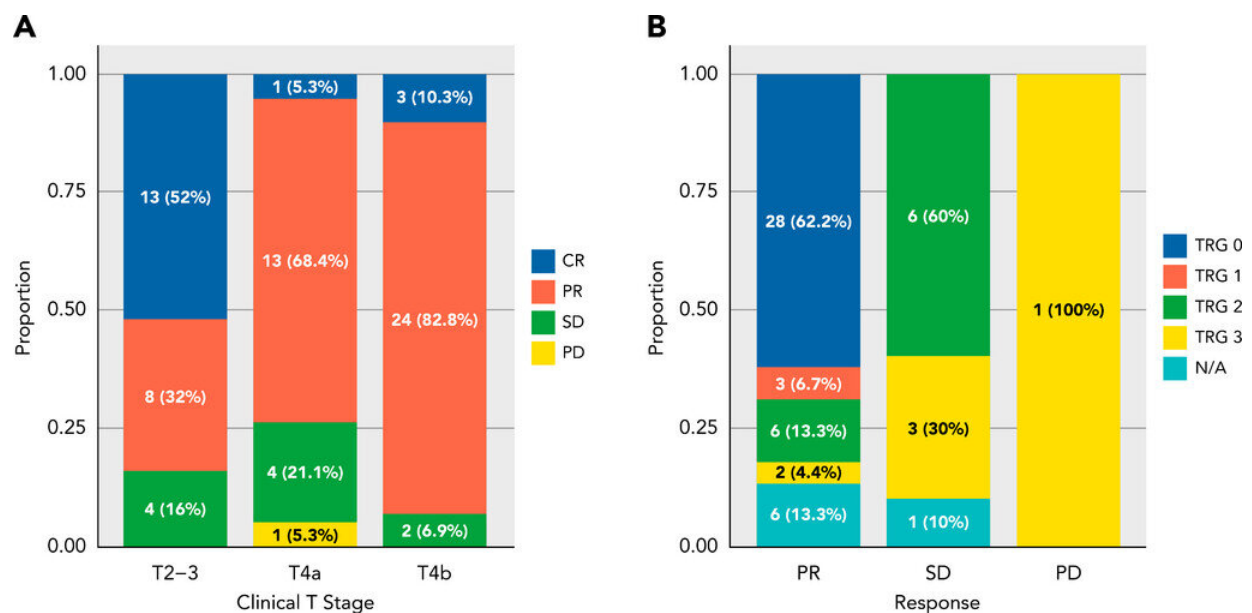 A
1.00
0.75
0.50
0.25
0.00
Proportion
1 (5.3%)
3 (10.3%)
13 (52%)
13 (68.4%)
24 (82.8%)
8 (32%)
4 (21.1%)
4 (16%)
1 (5.3%)
2 (6.9%)
T2–3
T4a
T4b
Clinical T Stage
CR
PR
SD
PD
B
1.00
0.75
0.50
0.25
0.00
Proportion
28 (62.2%)
6 (60%)
1 (100%)
3 (6.7%)
6 (13.3%)
3 (30%)
2 (4.4%)
6 (13.3%)
1 (10%)
PR
SD
PD
Response
TRG 0
TRG 1
TRG 2
TRG 3
N/A